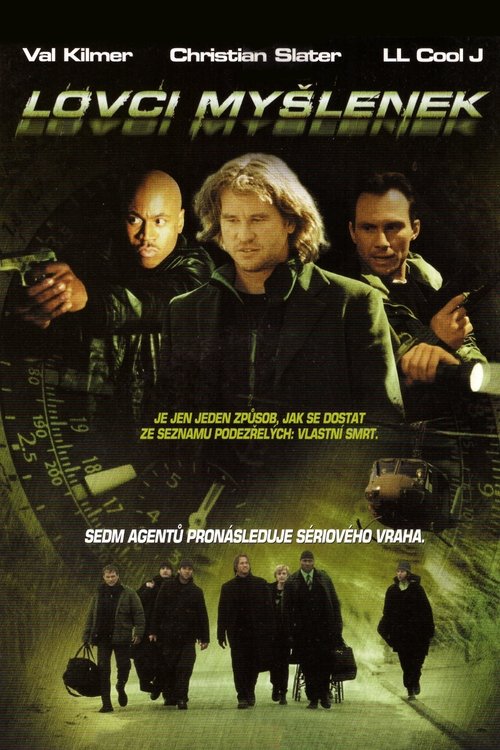 Val Kilmer Christian Slater LL Cool J
LOVCI MYŠLENEK
JE JEN JEDEN ZPŮSOB, JAK SE DOSTAT
ZE SEZNAMU PODEZŘELÝCH: VLASTNÍ SMRT.
SEDM AGENTŮ PRONÁSLEDUJE SÉRIOVÉHO VRAHA.